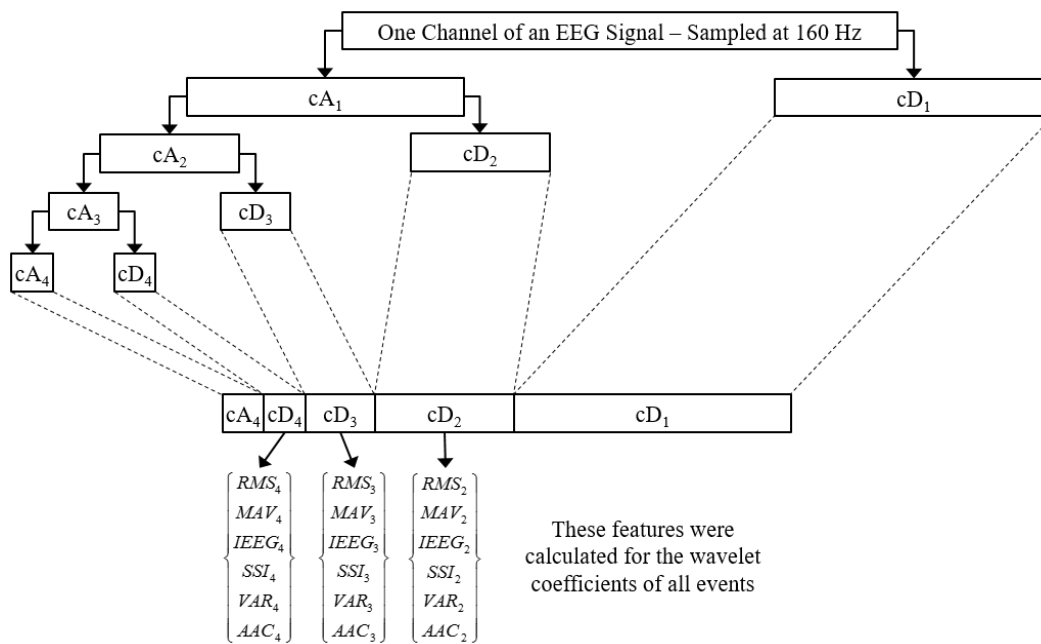 One Channel of an EEG Signal – Sampled at 160 Hz
cA₁
cD₁
cA₂
cD₂
cA₃
cD₃
cA₄
cD₄
cA₄ cD₄ cD₃ cD₂ cD₁
RMS₄ RMS₃ RMS₂
MAV₄ MAV₃ MAV₂
IEEG₄ IEEG₃ IEEG₂
SSI₄ SSI₃ SSI₂
VAR₄ VAR₃ VAR₂
AAC₄ AAC₃ AAC₂
These features were
calculated for the wavelet
coefficients of all events